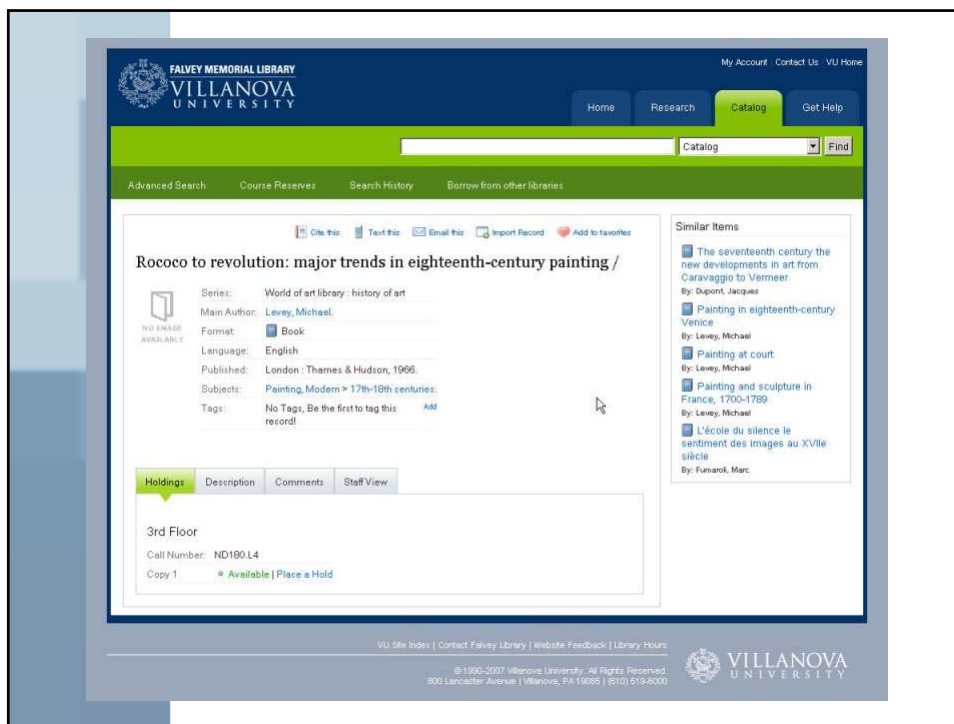 FALVEY MEMORIAL LIBRARY
VILLANOVA
UNIVERSITY
My Account Contact Us VU Home
Home Research Catalog Get Help
Catalog Find
Advanced Search Course Reserves Search History Borrow from other libraries
Cite this Text this Email this Import Record Add to favorites
Rococo to revolution: major trends in eighteenth-century painting /
NO IMAGE
AVAILABLE
Series: World of art library : history of art
Main Author: Levey, Michael.
Format: Book
Language: English
Published: London : Thames & Hudson, 1966.
Subjects: Painting, Modern > 17th-18th centuries.
Tags: No Tags, Be the first to tag this Add
record!
Holdings Description Comments Staff View
3rd Floor
Call Number: ND180.L4
Copy 1 Available | Place a Hold
Similar Items
The seventeenth century the
new developments in art from
Caravaggio to Vermeer
By: Dupont, Jacques
Painting in eighteenth-century
Venice
By: Levey, Michael
Painting at court
By: Levey, Michael
Painting and sculpture in
France, 1700-1789
By: Levey, Michael
L'école du silence le
sentiment des images au XVIIe
siècle
By: Fumaroli, Marc
VU Site Index | Contact Falvey Library | Website Feedback | Library Hours
© 1990-2007 Villanova University. All Rights Reserved.
800 Lancaster Avenue | Villanova, PA 19085 | (610) 519-6000
VILLANOVA
UNIVERSITY